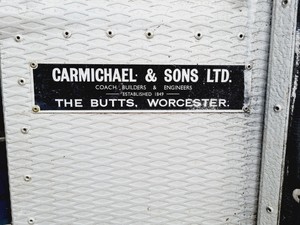 CARMICHAEL & SONS LTD.
COACH BUILDERS & ENGINEERS
ESTABLISHED 1849
THE BUTTS, WORCESTER.